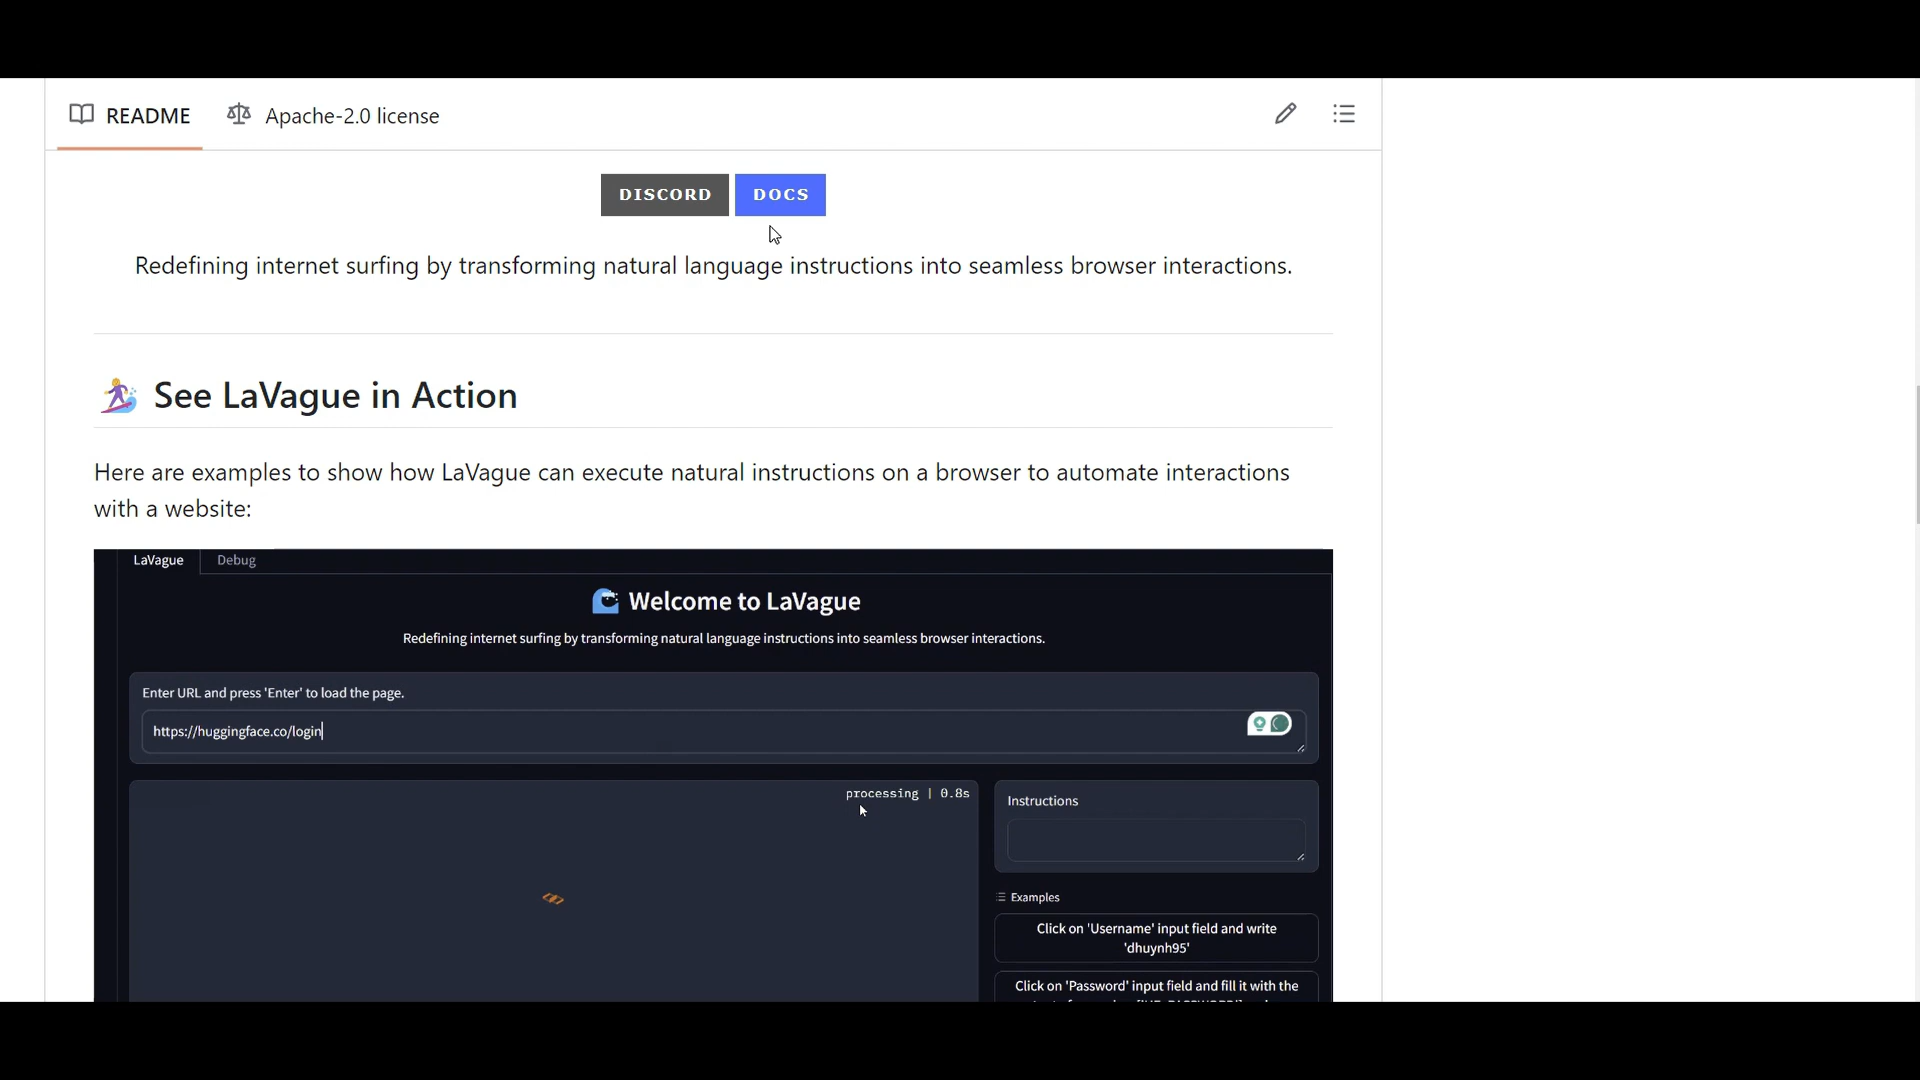 README
Apache-2.0 license
DISCORD
DOCS
Redefining internet surfing by transforming natural language instructions into seamless browser interactions.
See LaVague in Action
Here are examples to show how LaVague can execute natural instructions on a browser to automate interactions
with a website:
LaVague
Debug
Welcome to LaVague
Redefining internet surfing by transforming natural language instructions into seamless browser interactions.
Enter URL and press 'Enter' to load the page.
https://huggingface.co/login
processing | 0.8s
Instructions
Examples
Click on 'Username' input field and write
'dhuynh95'
Click on 'Password' input field and fill it with the